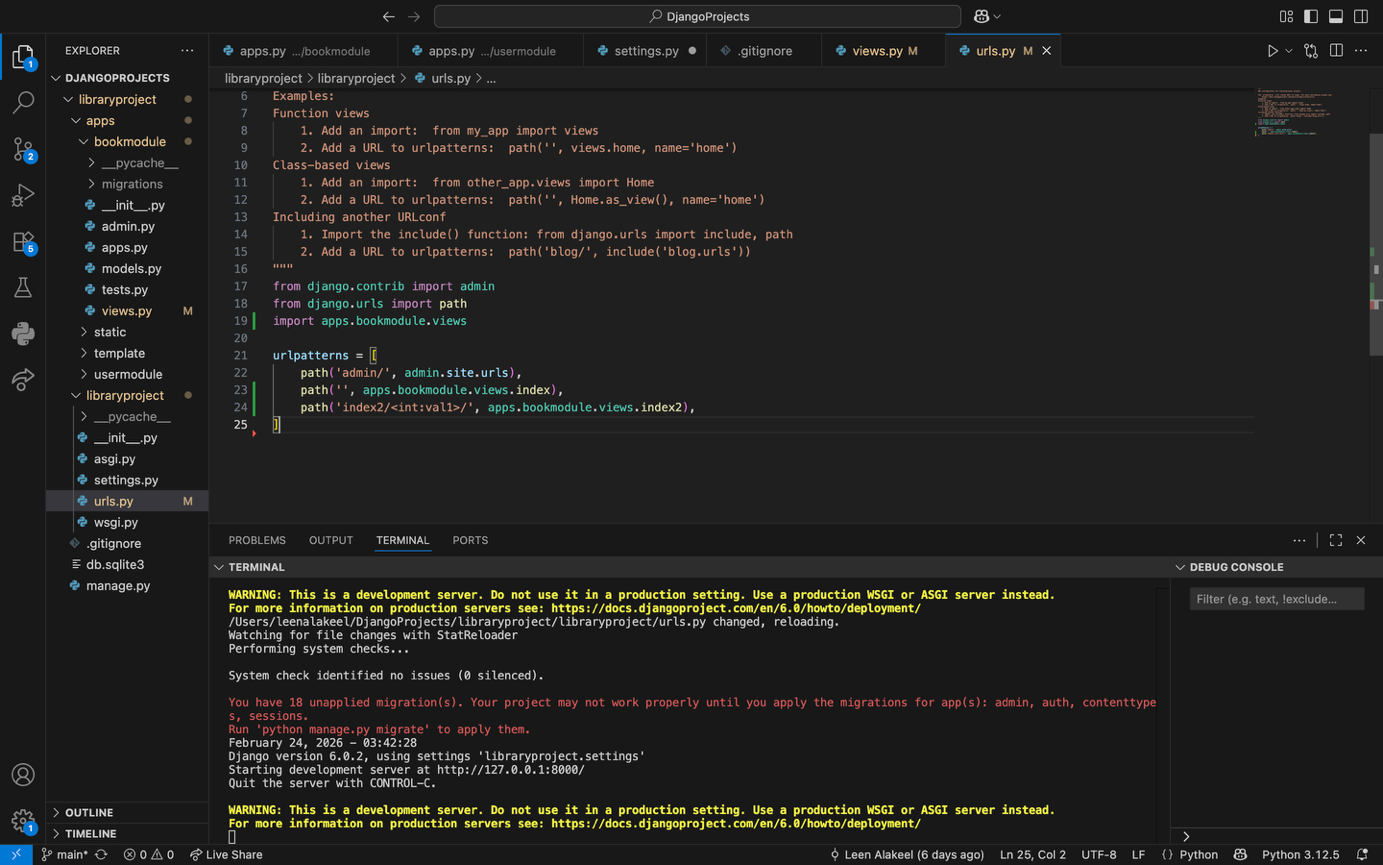 DjangoProjects
EXPLORER
DJANGOPROJECTS
libraryproject
apps
bookmodule
__pycache__
migrations
__init__.py
admin.py
apps.py
models.py
tests.py
views.py M
static
template
usermodule
libraryproject
__pycache__
__init__.py
asgi.py
settings.py
urls.py M
wsgi.py
.gitignore
db.sqlite3
manage.py
OUTLINE
TIMELINE
1
2
5
1
apps.py .../bookmodule
apps.py .../usermodule
settings.py
.gitignore
views.py M
urls.py M
libraryproject > libraryproject > urls.py > ...
6 Examples:
7 Function views
8     1. Add an import:  from my_app import views
9     2. Add a URL to urlpatterns:  path('', views.home, name='home')
10 Class-based views
11     1. Add an import:  from other_app.views import Home
12     2. Add a URL to urlpatterns:  path('', Home.as_view(), name='home')
13 Including another URLconf
14     1. Import the include() function: from django.urls import include, path
15     2. Add a URL to urlpatterns:  path('blog/', include('blog.urls'))
16 """
17 from django.contrib import admin
18 from django.urls import path
19 import apps.bookmodule.views
20
21 urlpatterns = [
22     path('admin/', admin.site.urls),
23     path('', apps.bookmodule.views.index),
24     path('index2/<int:val1>/', apps.bookmodule.views.index2),
25 ]
PROBLEMS OUTPUT TERMINAL PORTS
TERMINAL
WARNING: This is a development server. Do not use it in a production setting. Use a production WSGI or ASGI server instead.
For more information on production servers see: https://docs.djangoproject.com/en/6.0/howto/deployment/
/Users/leenalakeel/DjangoProjects/libraryproject/libraryproject/urls.py changed, reloading.
Watching for file changes with StatReloader
Performing system checks...
System check identified no issues (0 silenced).
You have 18 unapplied migration(s). Your project may not work properly until you apply the migrations for app(s): admin, auth, contenttype
s, sessions.
Run 'python manage.py migrate' to apply them.
February 24, 2026 - 03:42:28
Django version 6.0.2, using settings 'libraryproject.settings'
Starting development server at http://127.0.0.1:8000/
Quit the server with CONTROL-C.
WARNING: This is a development server. Do not use it in a production setting. Use a production WSGI or ASGI server instead.
For more information on production servers see: https://docs.djangoproject.com/en/6.0/howto/deployment/
DEBUG CONSOLE
Filter (e.g. text, !exclude...
main* 0 0 Live Share Leen Alakeel (6 days ago) Ln 25, Col 2 UTF-8 LF Python Python 3.12.5